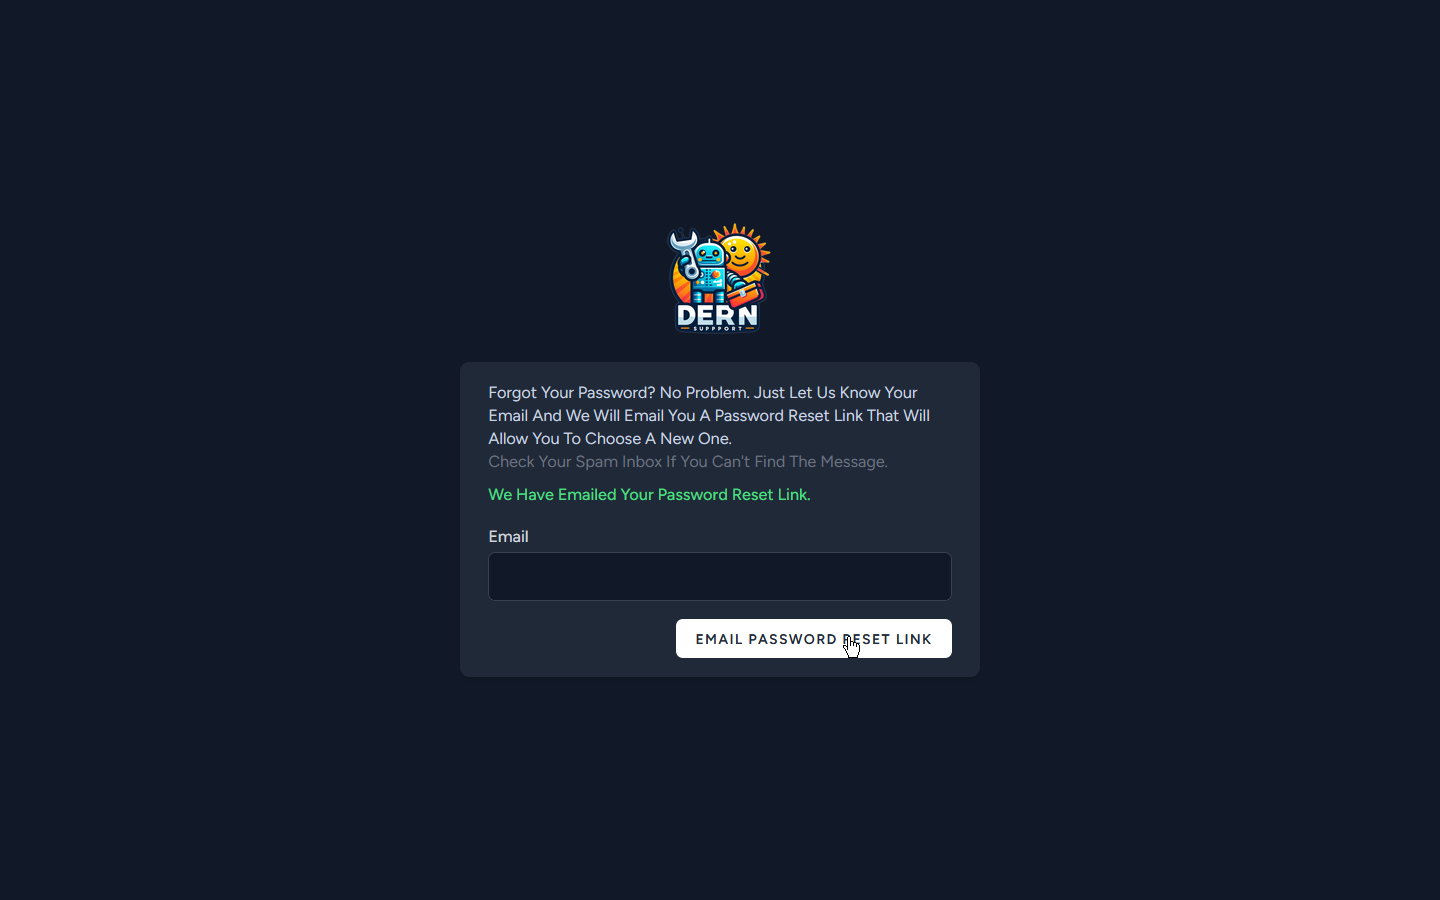 DERN
SUPPPORT
Forgot Your Password? No Problem. Just Let Us Know Your
Email And We Will Email You A Password Reset Link That Will
Allow You To Choose A New One.
Check Your Spam Inbox If You Can't Find The Message.
We Have Emailed Your Password Reset Link.
Email
EMAIL PASSWORD RESET LINK